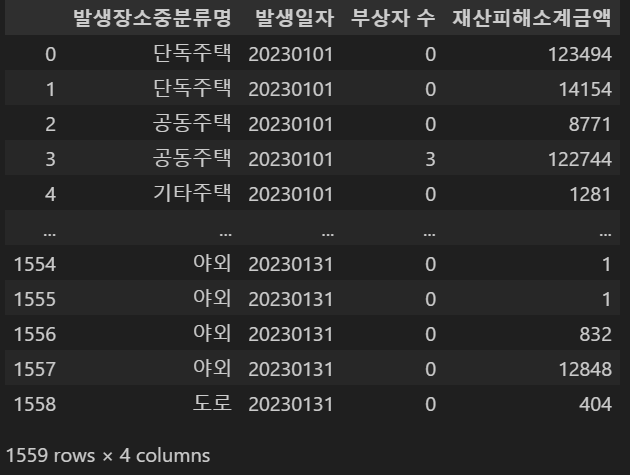 발생장소중분류명 발생일자 부상자 수 재산피해소계금액
0 단독주택 20230101 0 123494
1 단독주택 20230101 0 14154
2 공동주택 20230101 0 8771
3 공동주택 20230101 3 122744
4 기타주택 20230101 0 1281
... ... ... ... ...
1554 야외 20230131 0 1
1555 야외 20230131 0 1
1556 야외 20230131 0 832
1557 야외 20230131 0 12848
1558 도로 20230131 0 404
1559 rows × 4 columns